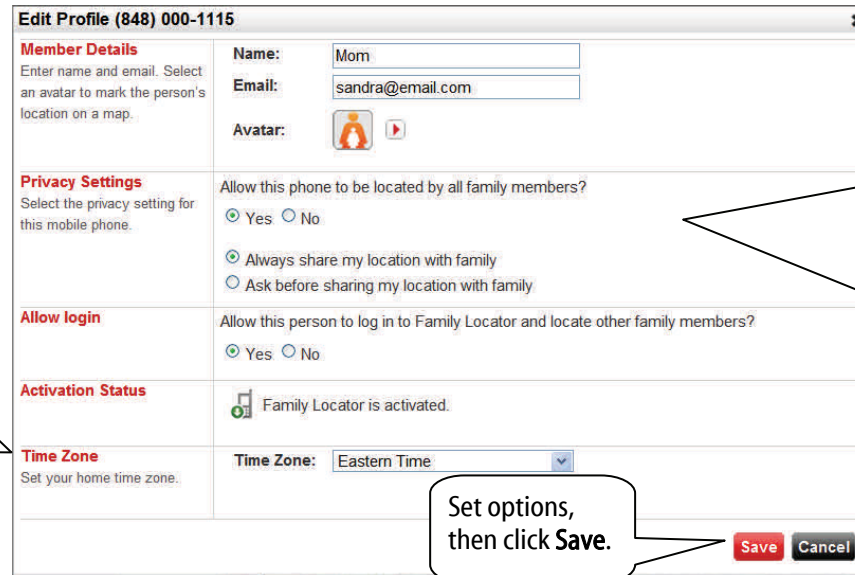 Edit Profile (848) 000-1115
Member Details
Enter name and email. Select
an avatar to mark the person's
location on a map.
Name: Mom
Email: sandra@email.com
Avatar:
Privacy Settings
Select the privacy setting for
this mobile phone.
Allow this phone to be located by all family members?
Yes No
Always share my location with family
Ask before sharing my location with family
Allow login
Allow this person to log in to Family Locator and locate other family members?
Yes No
Activation Status
Family Locator is activated.
Time Zone
Set your home time zone.
Time Zone: Eastern Time
Set options,
then click Save.
Save Cancel